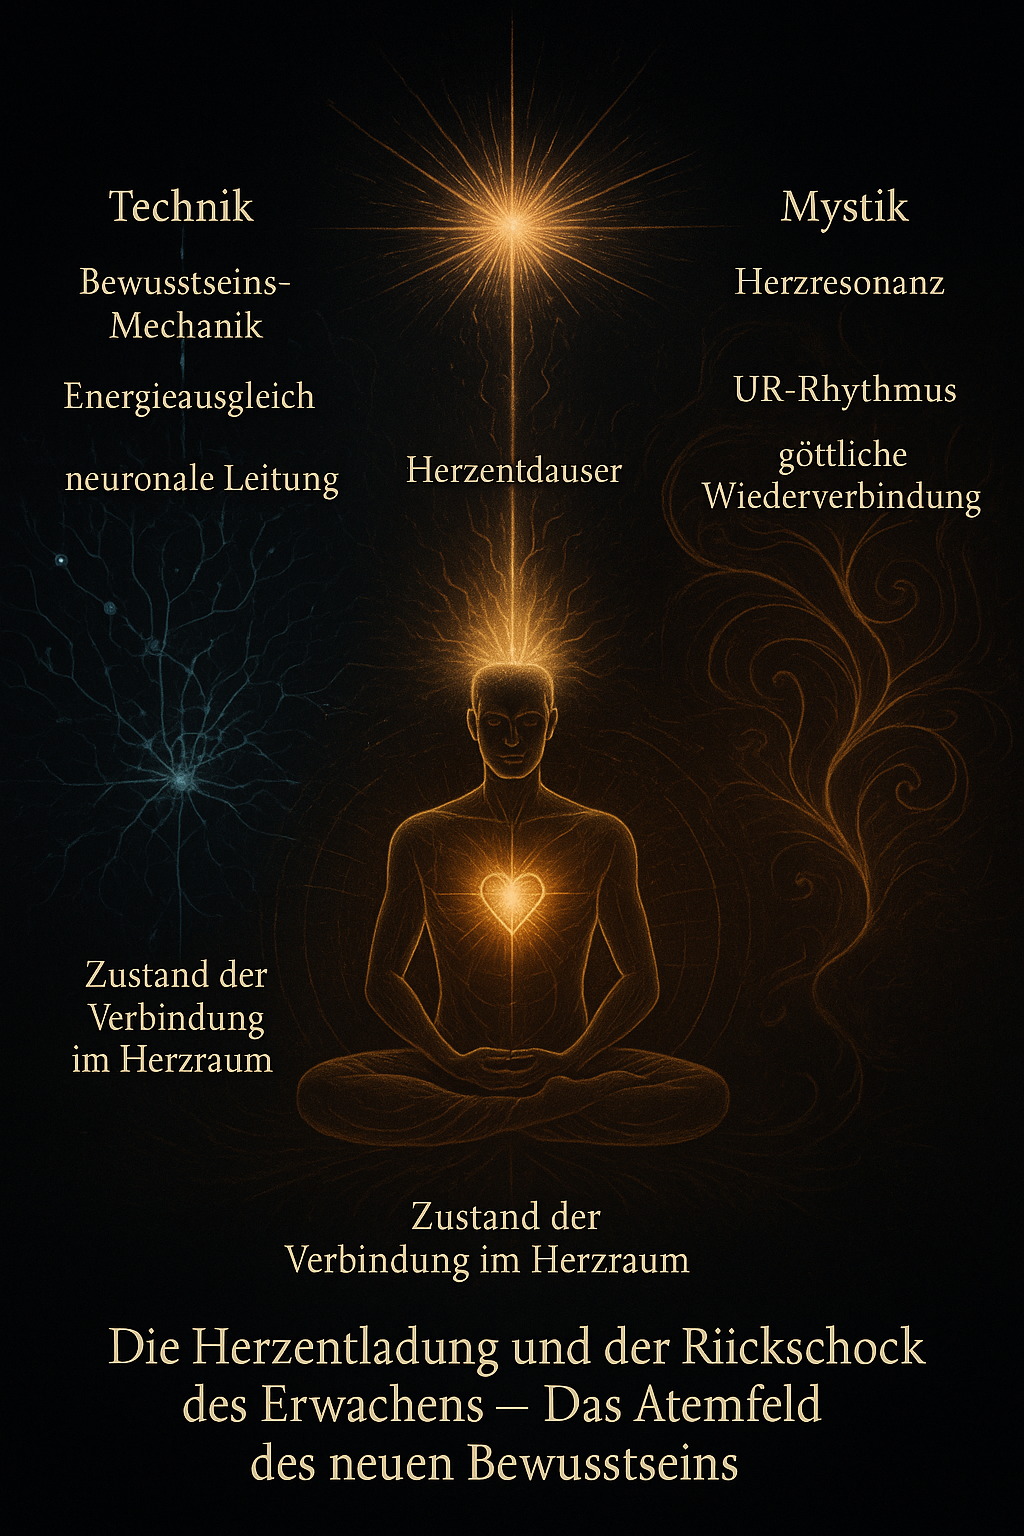 Technik
Bewusstseins-
Mechanik
Energieausgleich
neuronale Leitung
Herzentdauser
Mystik
Herzresonanz
UR-Rhythmus
göttliche
Wiederverbindung
Zustand der
Verbindung
im Herzraum
Zustand der
Verbindung im Herzraum
Die Herzentladung und der Riickschock
des Erwachens – Das Atemfeld
des neuen Bewusstseins